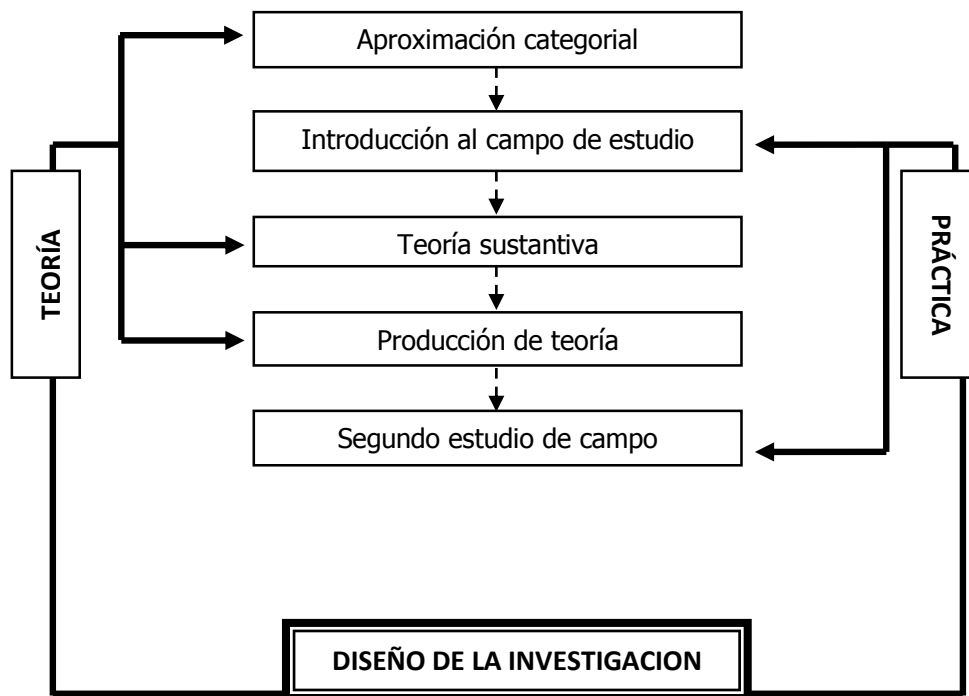 Aproximación categorial
Introducción al campo de estudio
TEORÍA
Teoría sustantiva
PRÁCTICA
Producción de teoría
Segundo estudio de campo
DISEÑO DE LA INVESTIGACION